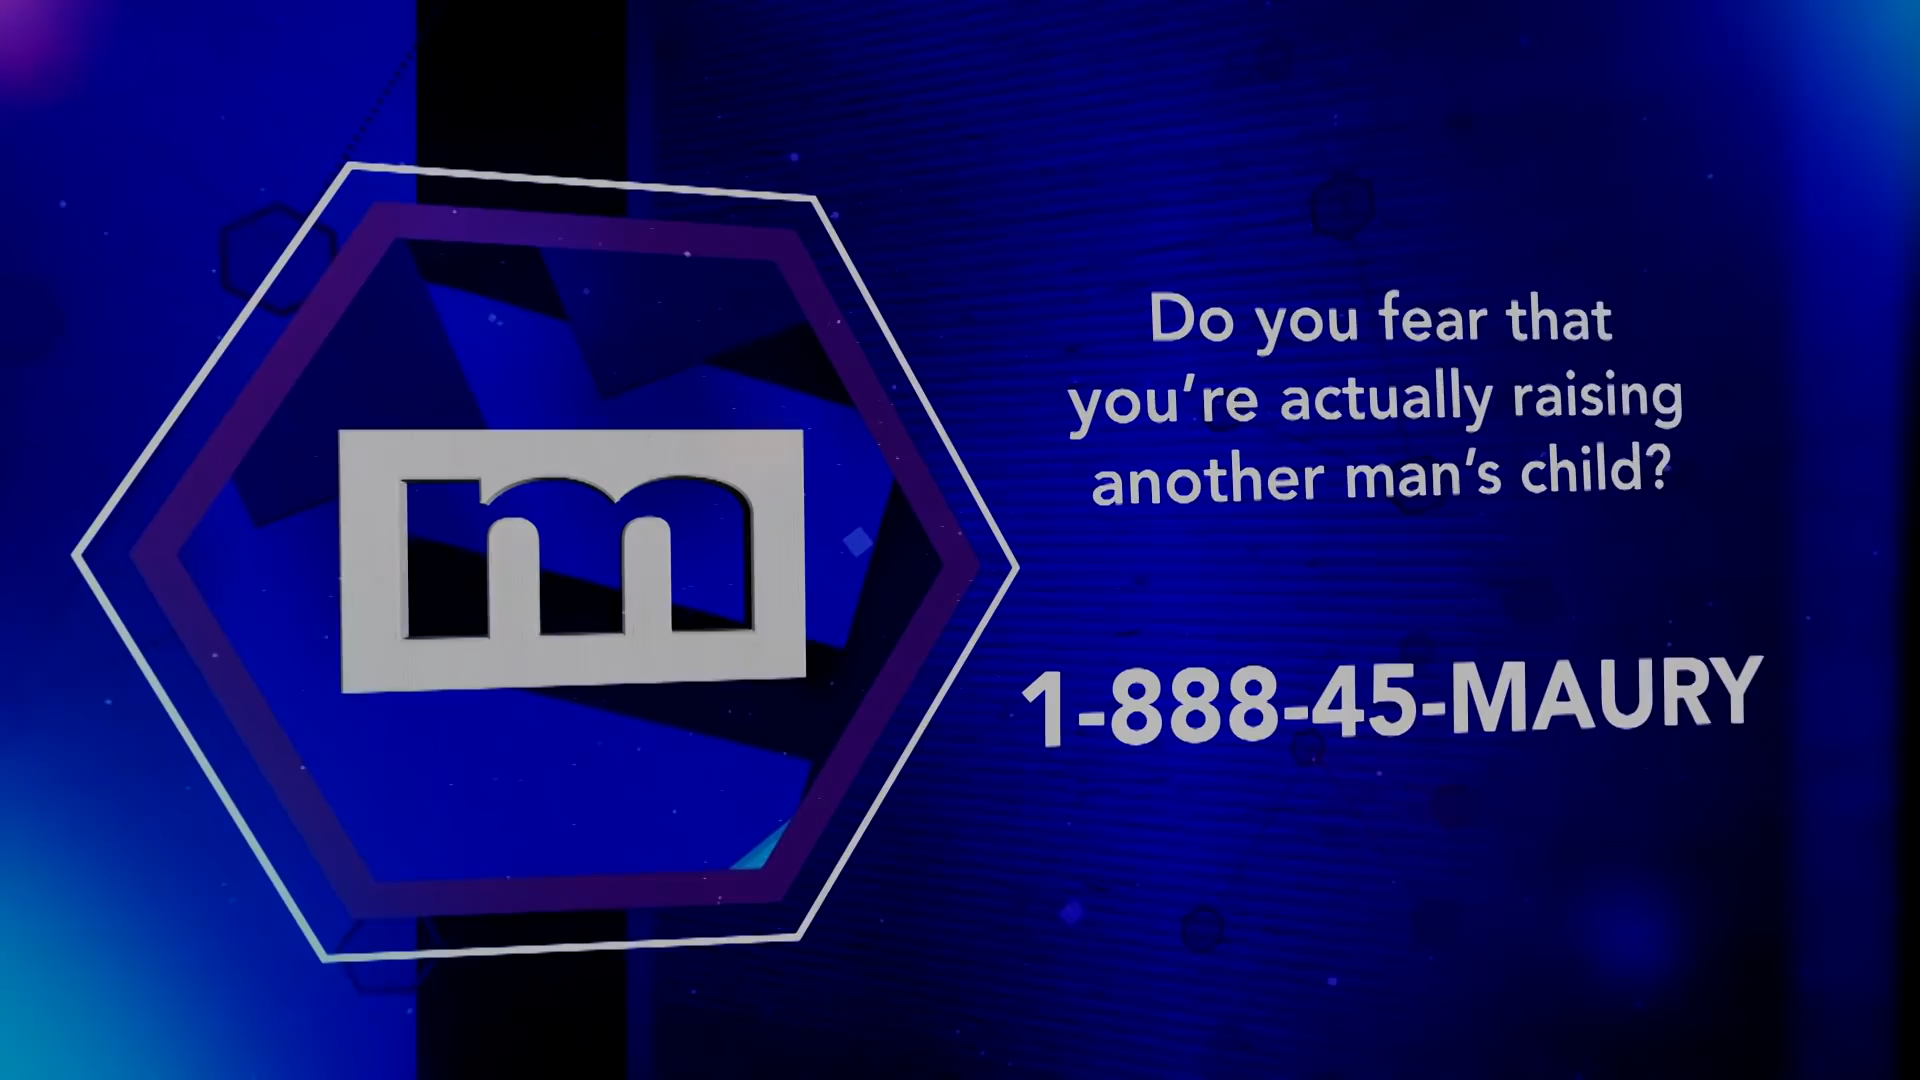 m
Do you fear that
you're actually raising
another man's child?
1-888-45-MAURY